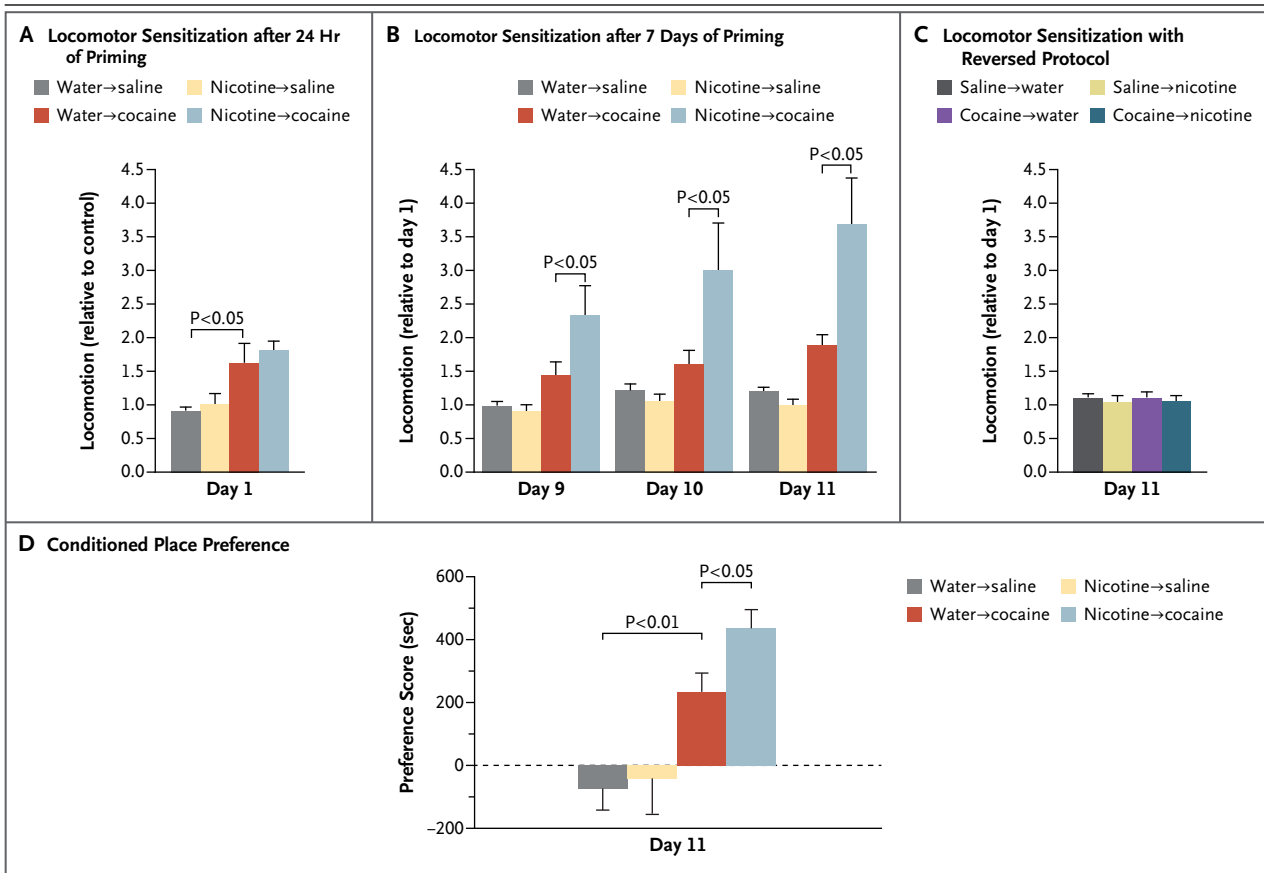 A Locomotor Sensitization after 24 Hr
of Priming
Water→saline Nicotine→saline
Water→cocaine Nicotine→cocaine
4.5
4.0
3.5
3.0
2.5
2.0
1.5
1.0
0.5
0.0
Locomotion (relative to control)
P<0.05
Day 1
B Locomotor Sensitization after 7 Days of Priming
Water→saline Nicotine→saline
Water→cocaine Nicotine→cocaine
4.5
4.0
3.5
3.0
2.5
2.0
1.5
1.0
0.5
0.0
Locomotion (relative to day 1)
P<0.05
P<0.05
P<0.05
Day 9 Day 10 Day 11
C Locomotor Sensitization with
Reversed Protocol
Saline→water Saline→nicotine
Cocaine→water Cocaine→nicotine
4.5
4.0
3.5
3.0
2.5
2.0
1.5
1.0
0.5
0.0
Locomotion (relative to day 1)
Day 11
D Conditioned Place Preference
600
400
200
0
−200
Preference Score (sec)
P<0.01
P<0.05
Day 11
Water→saline Nicotine→saline
Water→cocaine Nicotine→cocaine